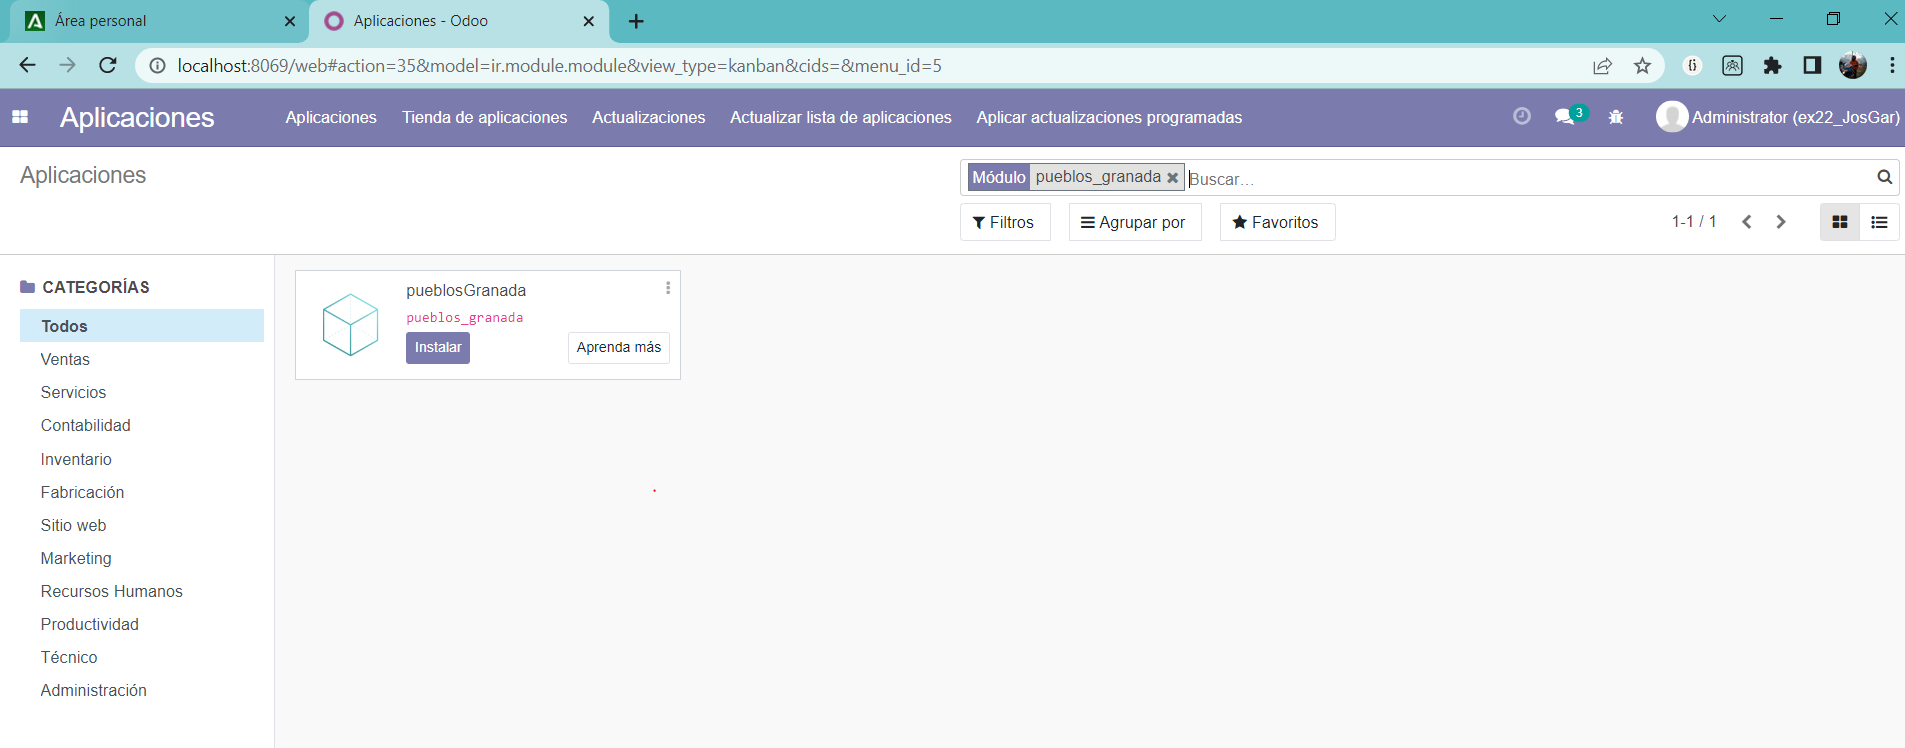 Área personal
Aplicaciones - Odoo
localhost:8069/web#action=35&model=ir.module.module&view_type=kanban&cids=&menu_id=5
Aplicaciones Aplicaciones Tienda de aplicaciones Actualizaciones Actualizar lista de aplicaciones Aplicar actualizaciones programadas 3 Administrator (ex22_JosGar)
Aplicaciones
Módulo pueblos_granada Buscar...
Filtros Agrupar por Favoritos 1-1 / 1
CATEGORÍAS
Todos
Ventas
Servicios
Contabilidad
Inventario
Fabricación
Sitio web
Marketing
Recursos Humanos
Productividad
Técnico
Administración
pueblosGranada
pueblos_granada
Instalar Aprenda más